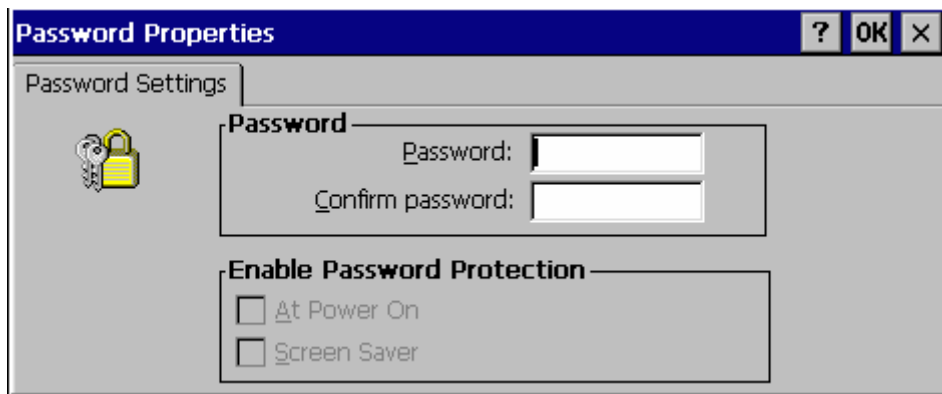 Password Properties ? OK ×
Password Settings
Password
Password:
Confirm password:
Enable Password Protection
At Power On
Screen Saver